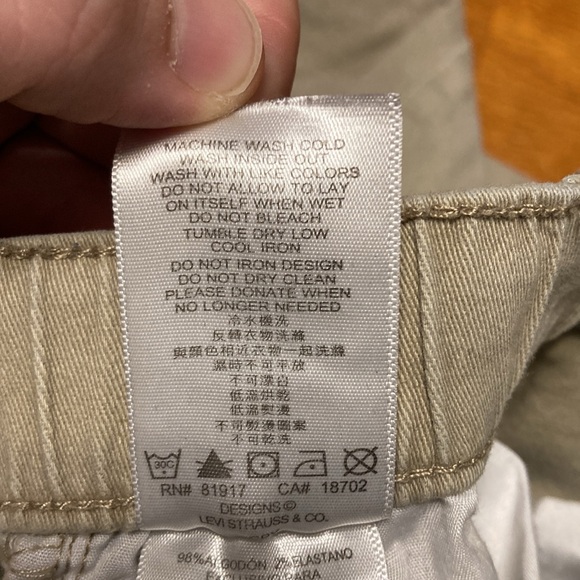 MACHINE WASH COLD
WASH INSIDE OUT
WASH WITH LIKE COLORS
DO NOT ALLOW TO LAY
ON ITSELF WHEN WET
DO NOT BLEACH
TUMBLE DRY LOW
COOL IRON
DO NOT IRON DESIGN
DO NOT DRY CLEAN
PLEASE DONATE WHEN
NO LONGER NEEDED
冷水機洗
反轉衣物洗滌
與顏色相近衣物一起洗滌
濕時不可平放
不可漂白
低溫烘乾
低溫熨燙
不可熨燙圖案
不可乾洗
30C
RN# 81917 CA# 18702
DESIGNS©
LEVI STRAUSS & CO.
98% ALGODÓN 2% ELASTANO
EXCLUSIVO PARA